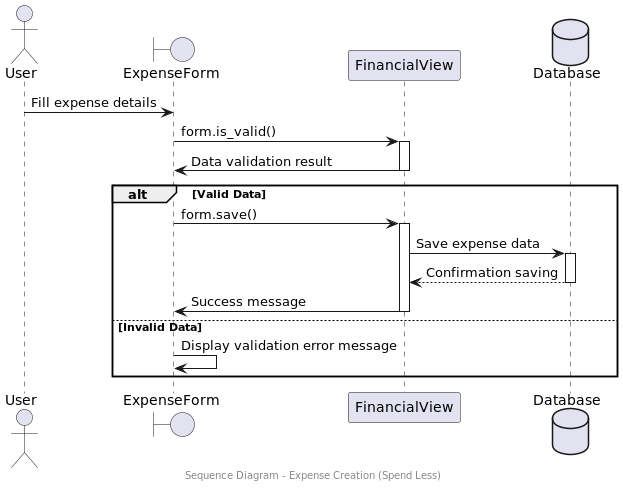 User
ExpenseForm
FinancialView
Database
Fill expense details
form.is_valid()
Data validation result
alt
[Valid Data]
form.save()
Save expense data
Confirmation saving
Success message
[Invalid Data]
Display validation error message
User
ExpenseForm
FinancialView
Database
Sequence Diagram - Expense Creation (Spend Less)